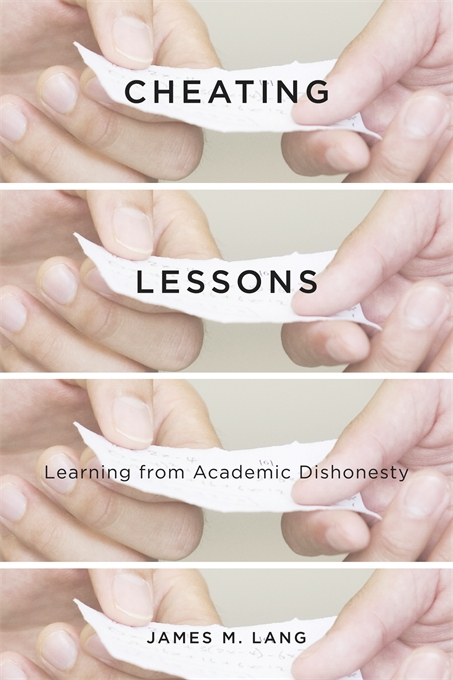 CHEATING
LESSONS
Learning from Academic Dishonesty
JAMES M. LANG